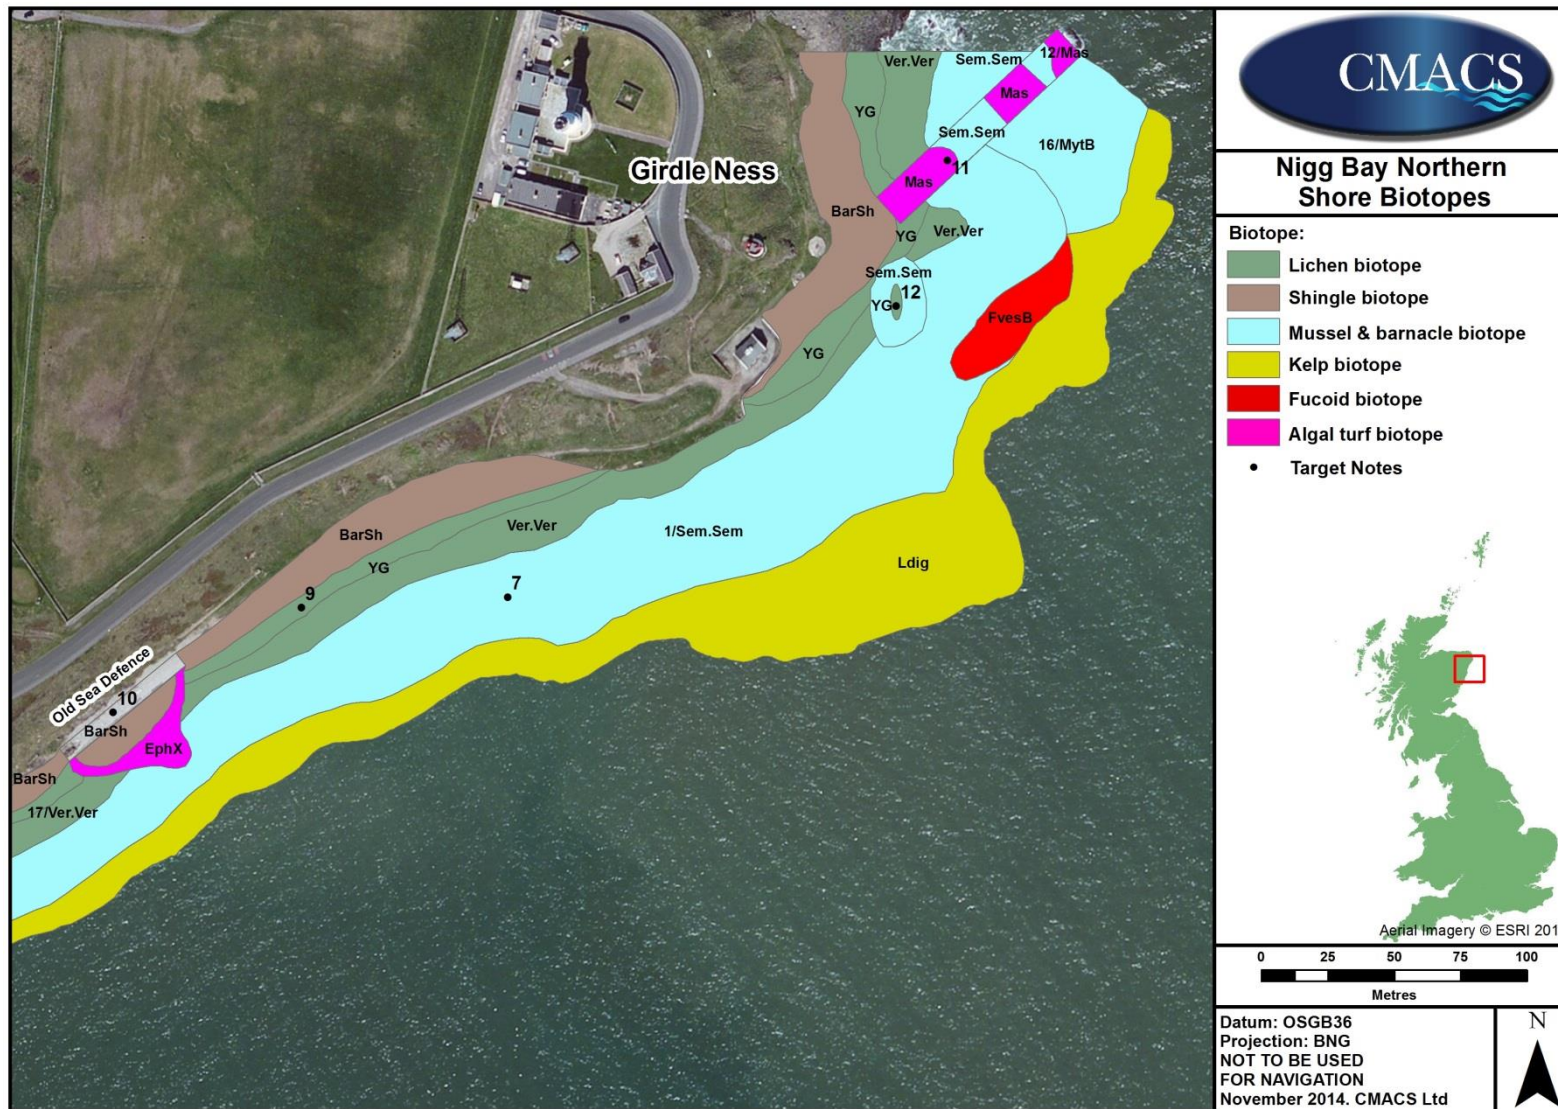 Ver.Ver
Sem.Sem
12/Mas
Mas
YG
Sem.Sem
16/MytB
11
Mas
Girdle Ness
BarSh
YG
Ver.Ver
Sem.Sem
12
YG
FvesB
YG
1/Sem.Sem
Ver.Ver
BarSh
YG
Ldig
7
9
Old Sea Defence
10
BarSh
EphX
BarSh
17/Ver.Ver
CMACS
Nigg Bay Northern
Shore Biotopes
Biotope:
Lichen biotope
Shingle biotope
Mussel & barnacle biotope
Kelp biotope
Fucoid biotope
Algal turf biotope
Target Notes
Aerial Imagery © ESRI 201
0 25 50 75 100
Metres
Datum: OSGB36
Projection: BNG
NOT TO BE USED
FOR NAVIGATION
November 2014. CMACS Ltd
N